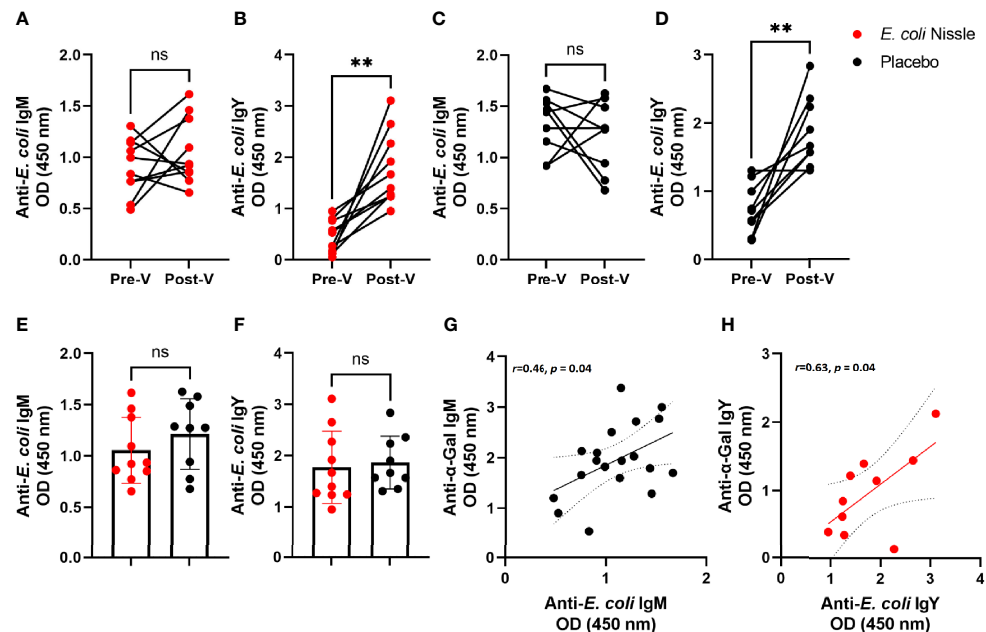 A
B
C
D
E. coli Nissle
Placebo
Anti-E. coli IgM
OD (450 nm)
2.0
1.5
1.0
0.5
0.0
ns
Pre-V Post-V
Anti-E. coli IgY
OD (450 nm)
4
3
2
1
0
**
Pre-V Post-V
Anti-E. coli IgM
OD (450 nm)
2.0
1.5
1.0
0.5
0.0
ns
Pre-V Post-V
Anti-E. coli IgY
OD (450 nm)
3
2
1
0
**
Pre-V Post-V
E
F
G
H
Anti-E. coli IgM
OD (450 nm)
2.0
1.5
1.0
0.5
0.0
ns
Anti-E. coli IgY
OD (450 nm)
4
3
2
1
0
ns
Anti-α-Gal IgM
OD (450 nm)
4
3
2
1
0
r=0.46, p = 0.04
0 1 2
Anti-E. coli IgM
OD (450 nm)
Anti-α-Gal IgY
OD (450 nm)
3
2
1
0
r=0.63, p = 0.04
0 1 2 3 4
Anti-E. coli IgY
OD (450 nm)